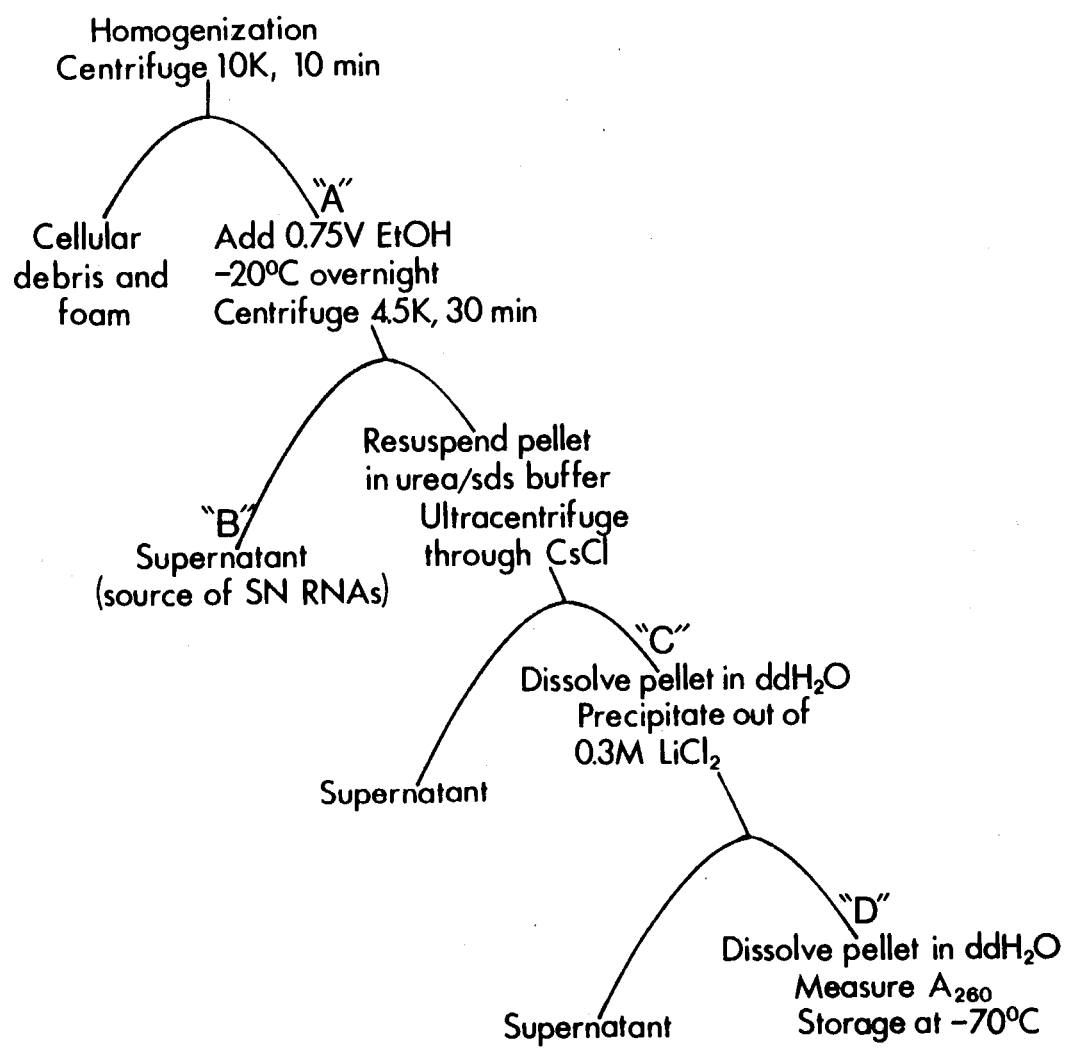 Homogenization
Centrifuge 10K, 10 min
"A"
Cellular
debris and
foam
Add 0.75V EtOH
-20°C overnight
Centrifuge 4.5K, 30 min
Resuspend pellet
in urea/sds buffer
Ultracentrifuge
through CsCl
"B"
Supernatant
(source of SN RNAs)
"C"
Dissolve pellet in ddH₂O
Precipitate out of
0.3M LiCl₂
Supernatant
"D"
Dissolve pellet in ddH₂O
Measure A₂₆₀
Storage at -70°C
Supernatant